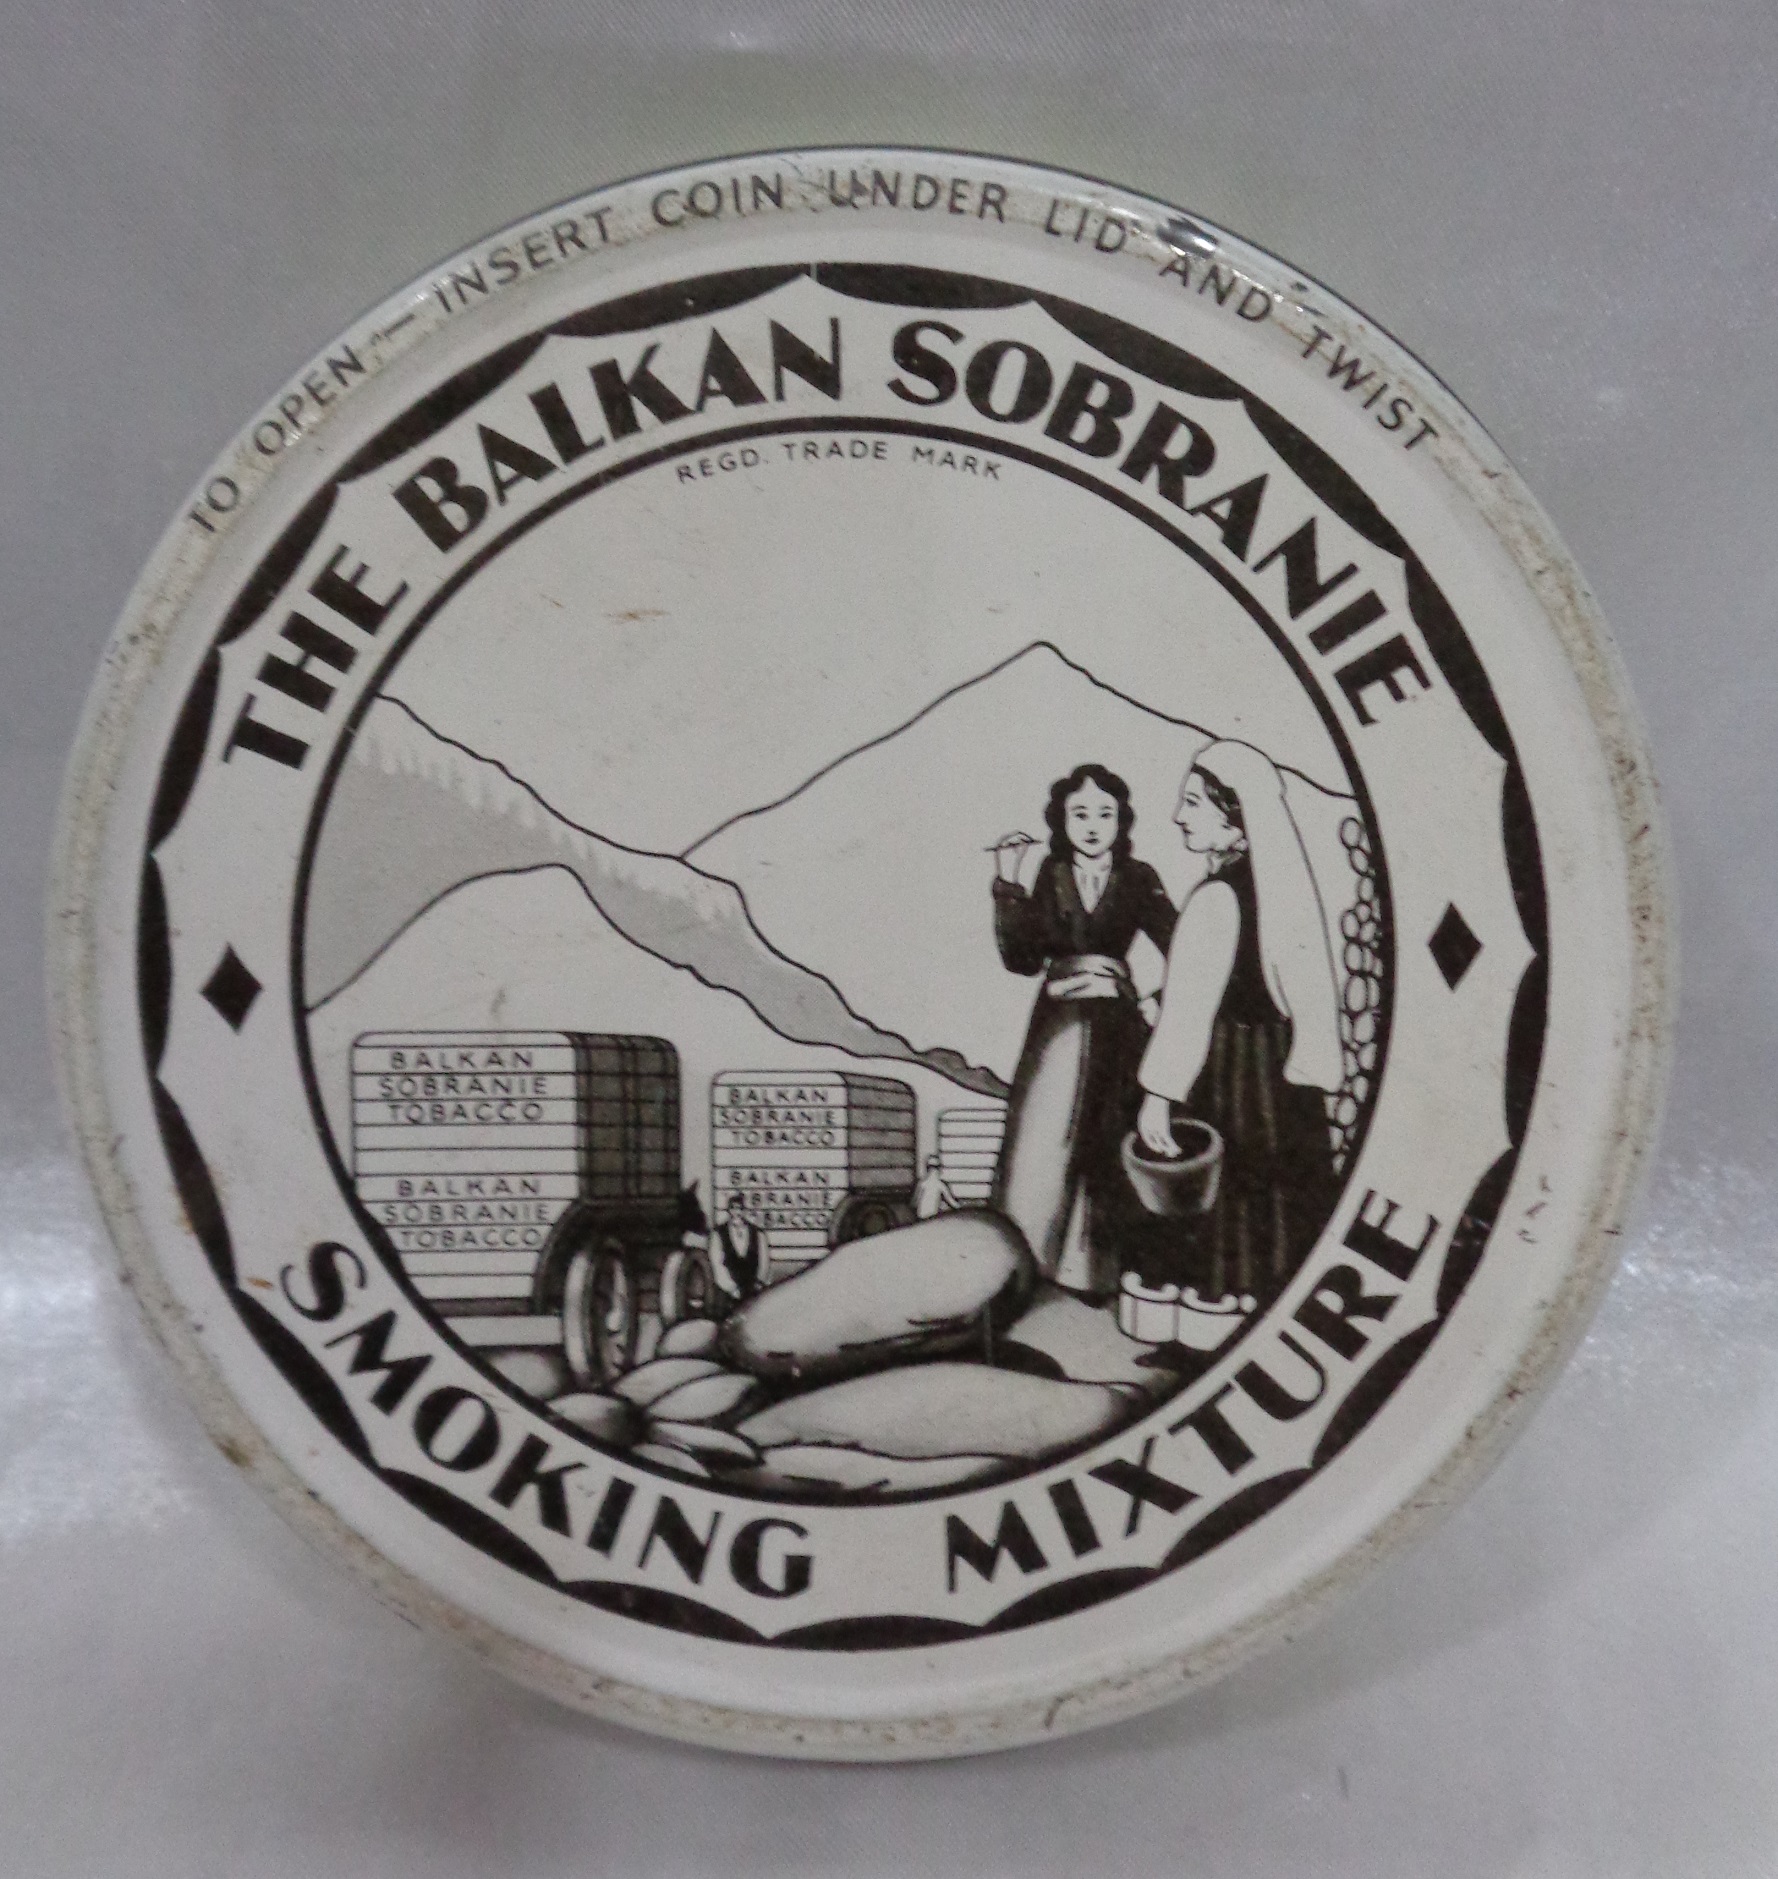 TO OPEN — INSERT COIN UNDER LID AND TWIST
THE BALKAN SOBRANIE
REGD. TRADE MARK
BALKAN
SOBRANIE
TOBACCO
BALKAN
SOBRANIE
TOBACCO
BALKAN
SOBRANIE
TOBACCO
BALKAN
SOBRANIE
TOBACCO
SMOKING MIXTURE